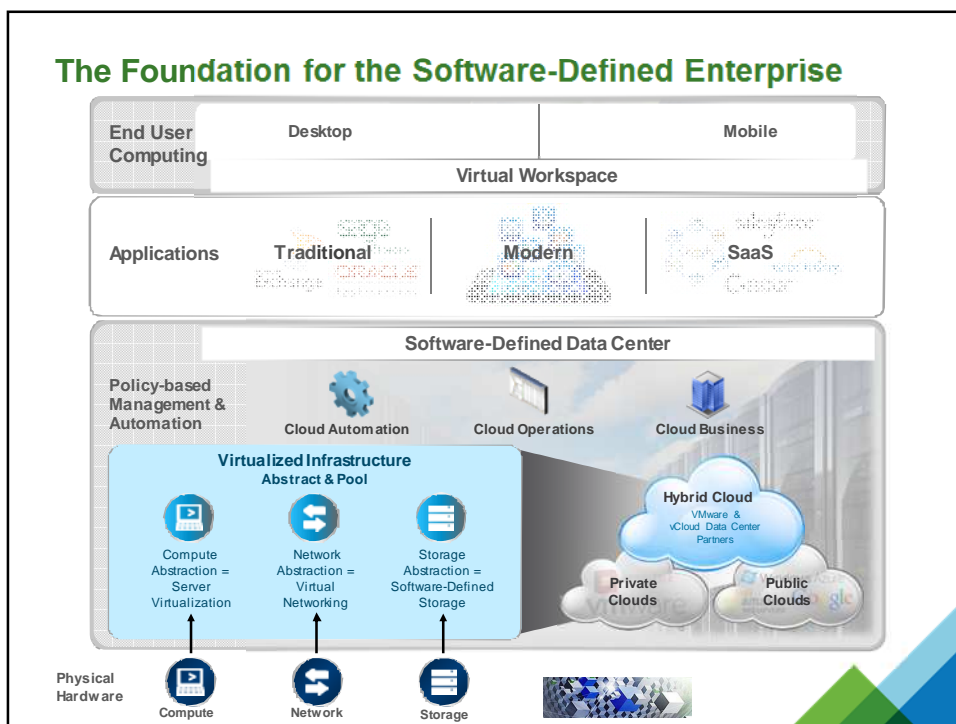 The Foundation for the Software-Defined Enterprise
End User
Computing
Desktop
Mobile
Virtual Workspace
Applications
Traditional
ORACLE
Modern
SaaS
Software-Defined Data Center
Policy-based
Management &
Automation
Cloud Automation
Cloud Operations
Cloud Business
Virtualized Infrastructure
Abstract & Pool
Compute
Abstraction =
Server
Virtualization
Network
Abstraction =
Virtual
Networking
Storage
Abstraction =
Software-Defined
Storage
Hybrid Cloud
VMware &
vCloud Data Center
Partners
Private
Clouds
vmware
Public
Clouds
Google
Physical
Hardware
Compute
Network
Storage